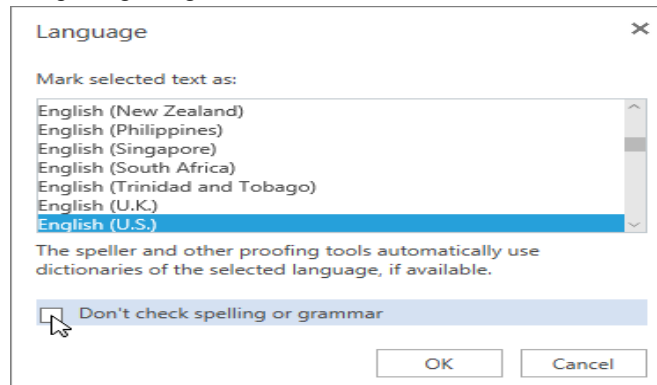 Language
Mark selected text as:
English (New Zealand)
English (Philippines)
English (Singapore)
English (South Africa)
English (Trinidad and Tobago)
English (U.K.)
English (U.S.)
The speller and other proofing tools automatically use
dictionaries of the selected language, if available.
Don't check spelling or grammar
OK Cancel